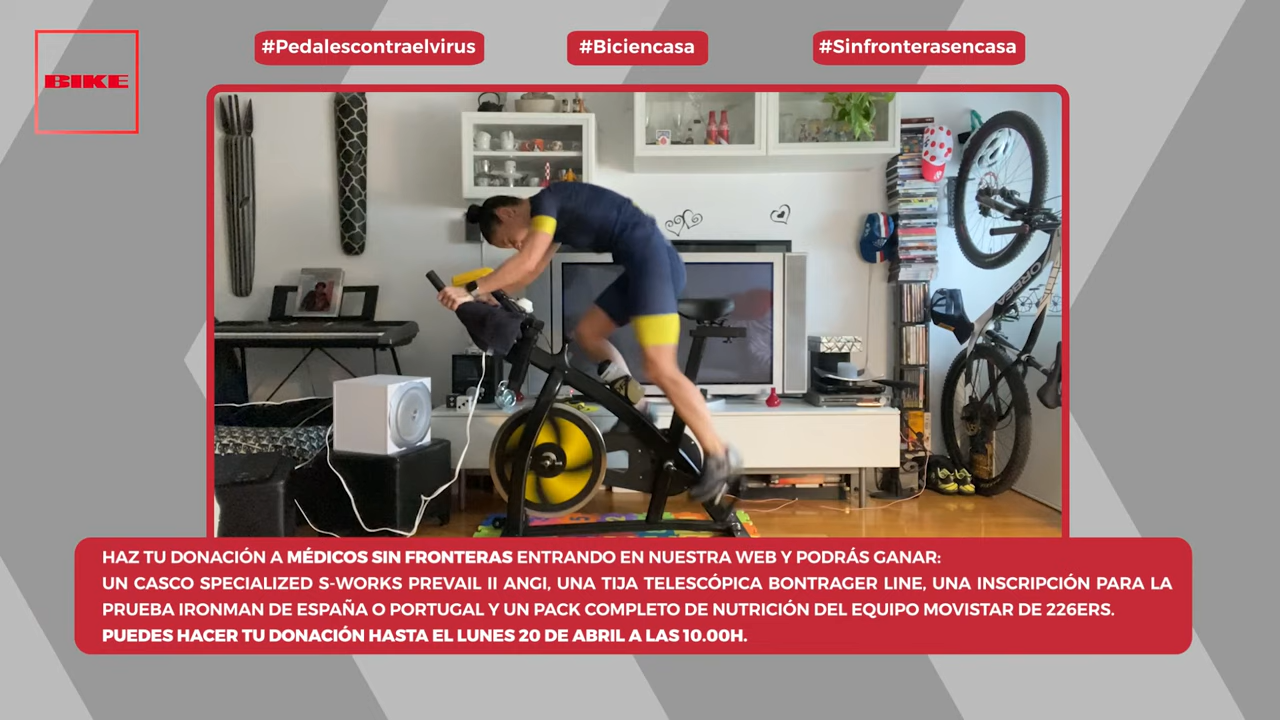 #Pedalescontraelvirus
#Biciencasa
#Sinfronterasencasa
BIKE
ORBEA
HAZ TU DONACIÓN A MÉDICOS SIN FRONTERAS ENTRANDO EN NUESTRA WEB Y PODRÁS GANAR:
UN CASCO SPECIALIZED S-WORKS PREVAIL II ANGI, UNA TIJA TELESCÓPICA BONTRAGER LINE, UNA INSCRIPCIÓN PARA LA
PRUEBA IRONMAN DE ESPAÑA O PORTUGAL Y UN PACK COMPLETO DE NUTRICIÓN DEL EQUIPO MOVISTAR DE 226ERS.
PUEDES HACER TU DONACIÓN HASTA EL LUNES 20 DE ABRIL A LAS 10.00H.